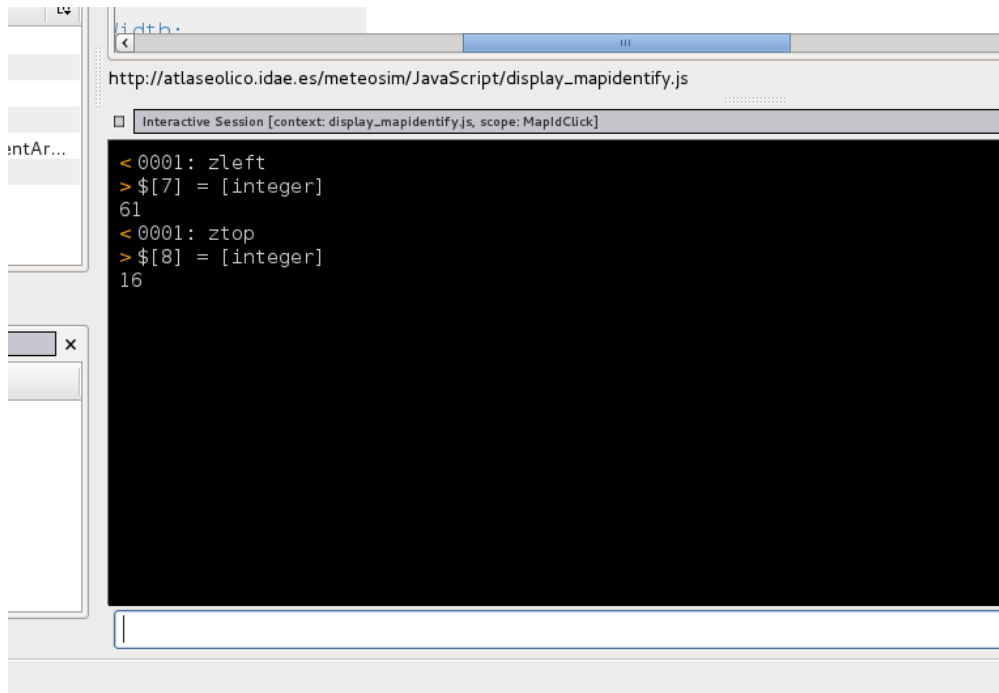 http://atlaseolico.idae.es/meteosim/JavaScript/display_mapidentify.js
Interactive Session [context: display_mapidentify.js, scope: MapIdClick]
entAr...
< 0001: zleft
> $[7] = [integer]
61
< 0001: ztop
> $[8] = [integer]
16